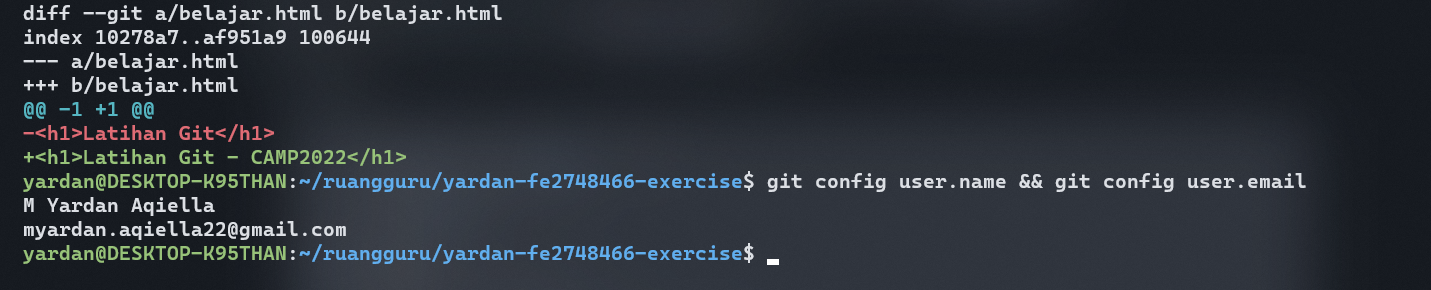 diff --git a/belajar.html b/belajar.html
index 10278a7..af951a9 100644
--- a/belajar.html
+++ b/belajar.html
@@ -1 +1 @@
-<h1>Latihan Git</h1>
+<h1>Latihan Git - CAMP2022</h1>
yardan@DESKTOP-K95THAN:~/ruangguru/yardan-fe2748466-exercise$ git config user.name && git config user.email
M Yardan Aqiella
myardan.aqiella22@gmail.com
yardan@DESKTOP-K95THAN:~/ruangguru/yardan-fe2748466-exercise$